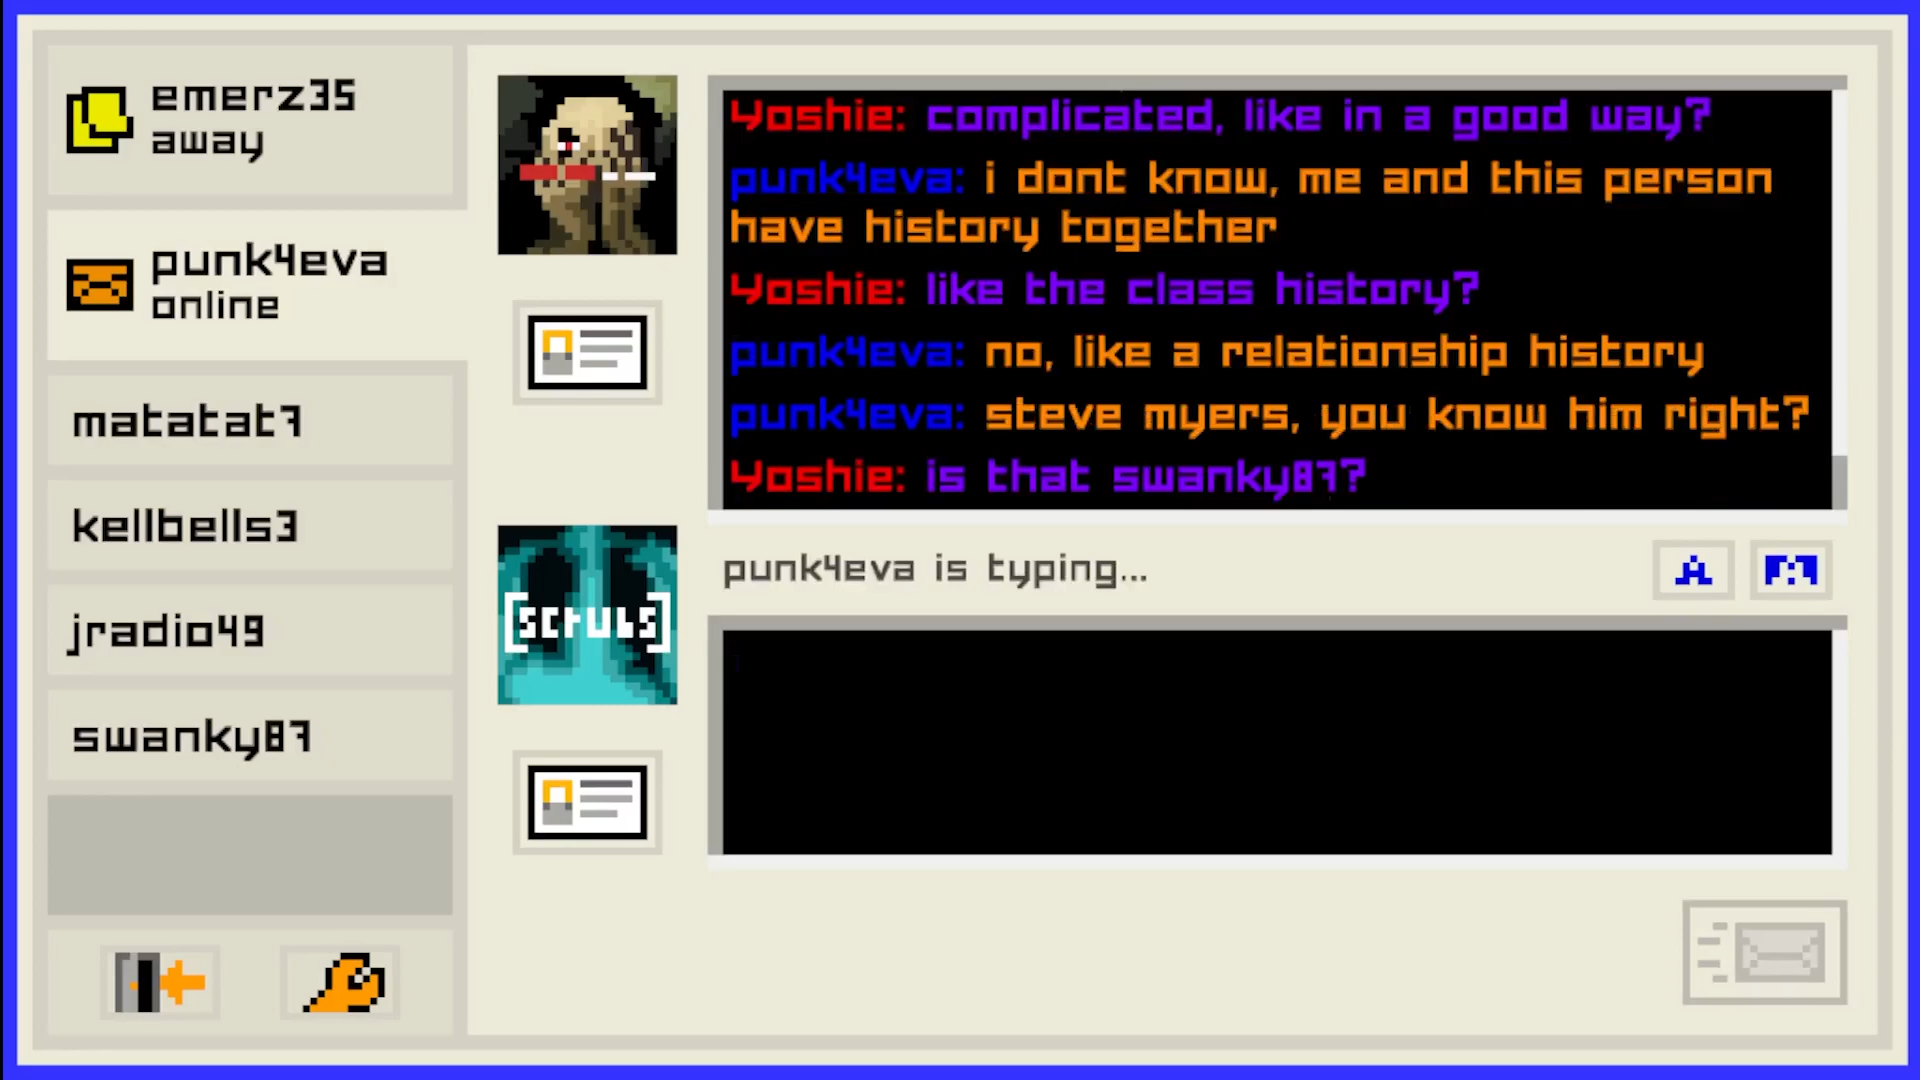 emerz35
away
punk4eva
online
matatat7
kellbells3
jradio49
swanky87
Yoshie: complicated, like in a good way?
punk4eva: i dont know, me and this person
have history together
Yoshie: like the class history?
punk4eva: no, like a relationship history
punk4eva: steve myers, you know him right?
Yoshie: is that swanky87?
[scrubs]
punk4eva is typing...
A